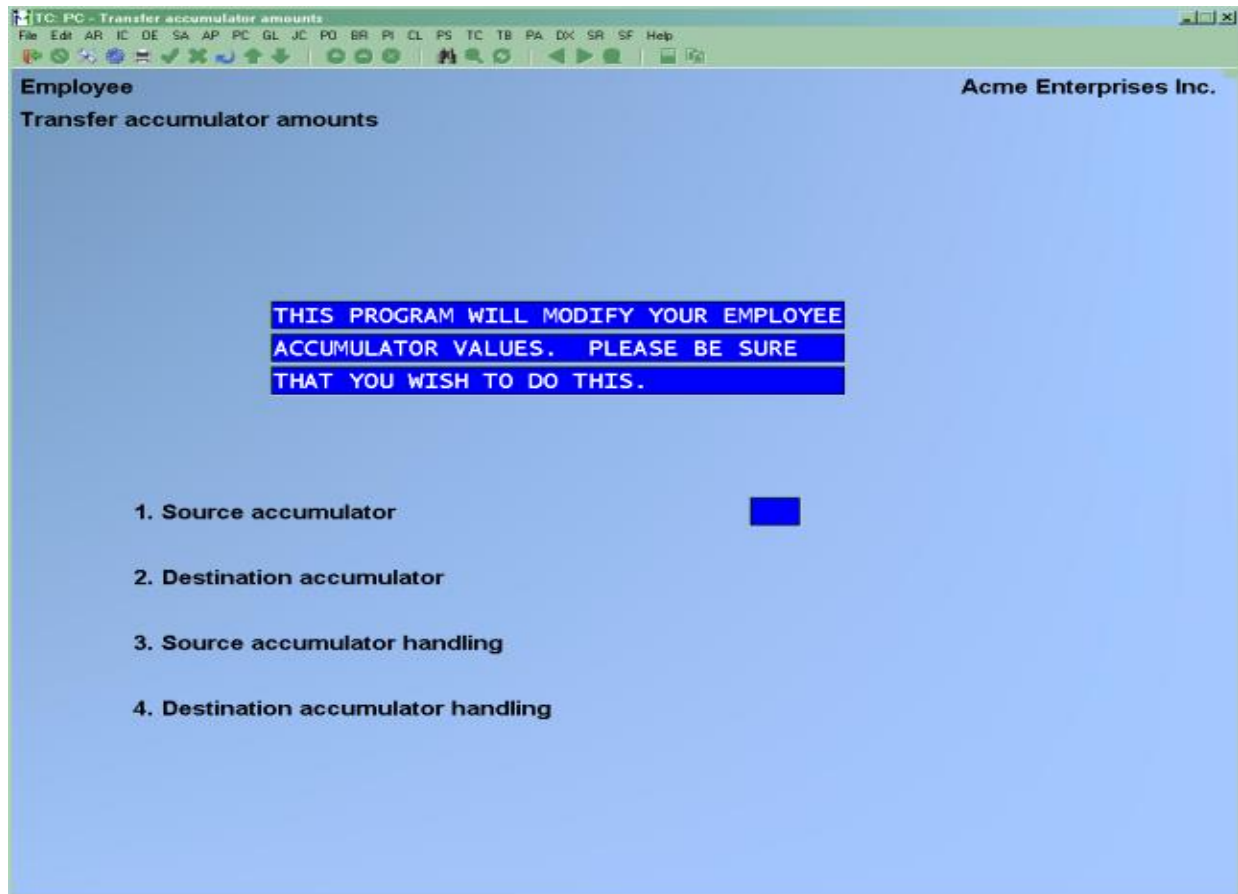 TC: PC - Transfer accumulator amounts
File Edit AR IC OE SA AP PC GL JC PO BR PI CL PS TC TB PA DX SR SF Help
Employee Acme Enterprises Inc.
Transfer accumulator amounts
THIS PROGRAM WILL MODIFY YOUR EMPLOYEE
ACCUMULATOR VALUES. PLEASE BE SURE
THAT YOU WISH TO DO THIS.
1. Source accumulator
2. Destination accumulator
3. Source accumulator handling
4. Destination accumulator handling